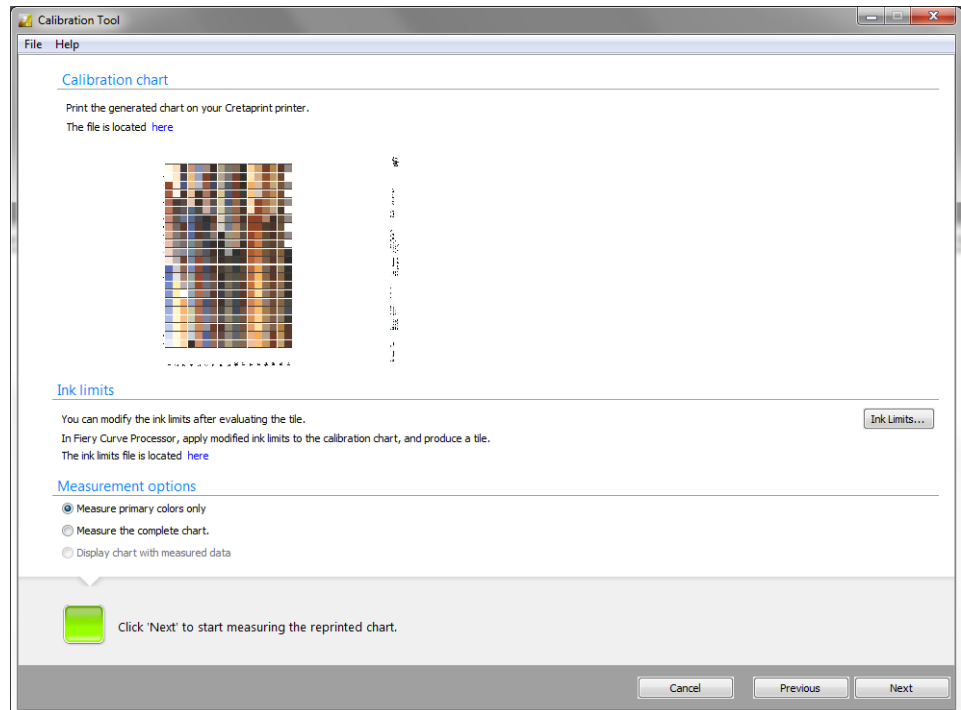 Calibration Tool
File Help
Calibration chart
Print the generated chart on your Cretaprint printer.
The file is located here
Ink limits
You can modify the ink limits after evaluating the tile.
Ink Limits...
In Fiery Curve Processor, apply modified ink limits to the calibration chart, and produce a tile.
The ink limits file is located here
Measurement options
Measure primary colors only
Measure the complete chart.
Display chart with measured data
Click 'Next' to start measuring the reprinted chart.
Cancel Previous Next